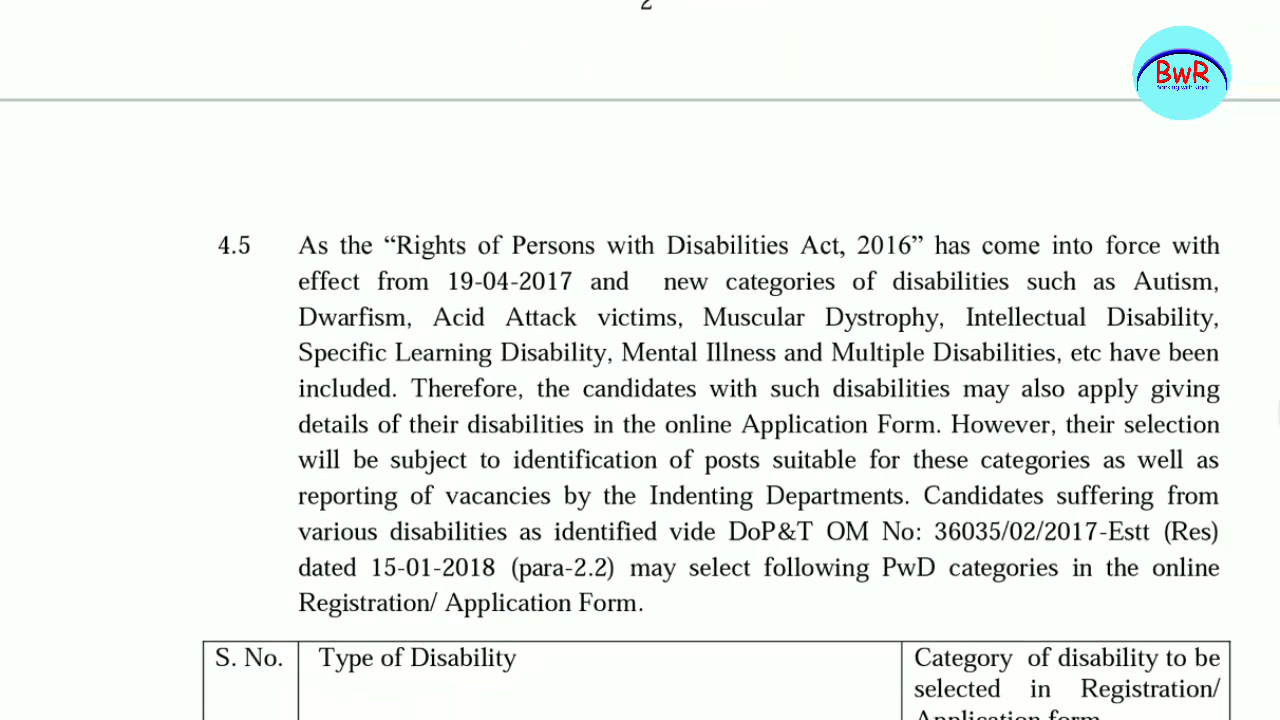 2
BwR
4.5 As the “Rights of Persons with Disabilities Act, 2016” has come into force with
effect from 19-04-2017 and new categories of disabilities such as Autism,
Dwarfism, Acid Attack victims, Muscular Dystrophy, Intellectual Disability,
Specific Learning Disability, Mental Illness and Multiple Disabilities, etc have been
included. Therefore, the candidates with such disabilities may also apply giving
details of their disabilities in the online Application Form. However, their selection
will be subject to identification of posts suitable for these categories as well as
reporting of vacancies by the Indenting Departments. Candidates suffering from
various disabilities as identified vide DoP&T OM No: 36035/02/2017-Estt (Res)
dated 15-01-2018 (para-2.2) may select following PwD categories in the online
Registration/ Application Form.
S. No. Type of Disability Category of disability to be
selected in Registration/
Application form